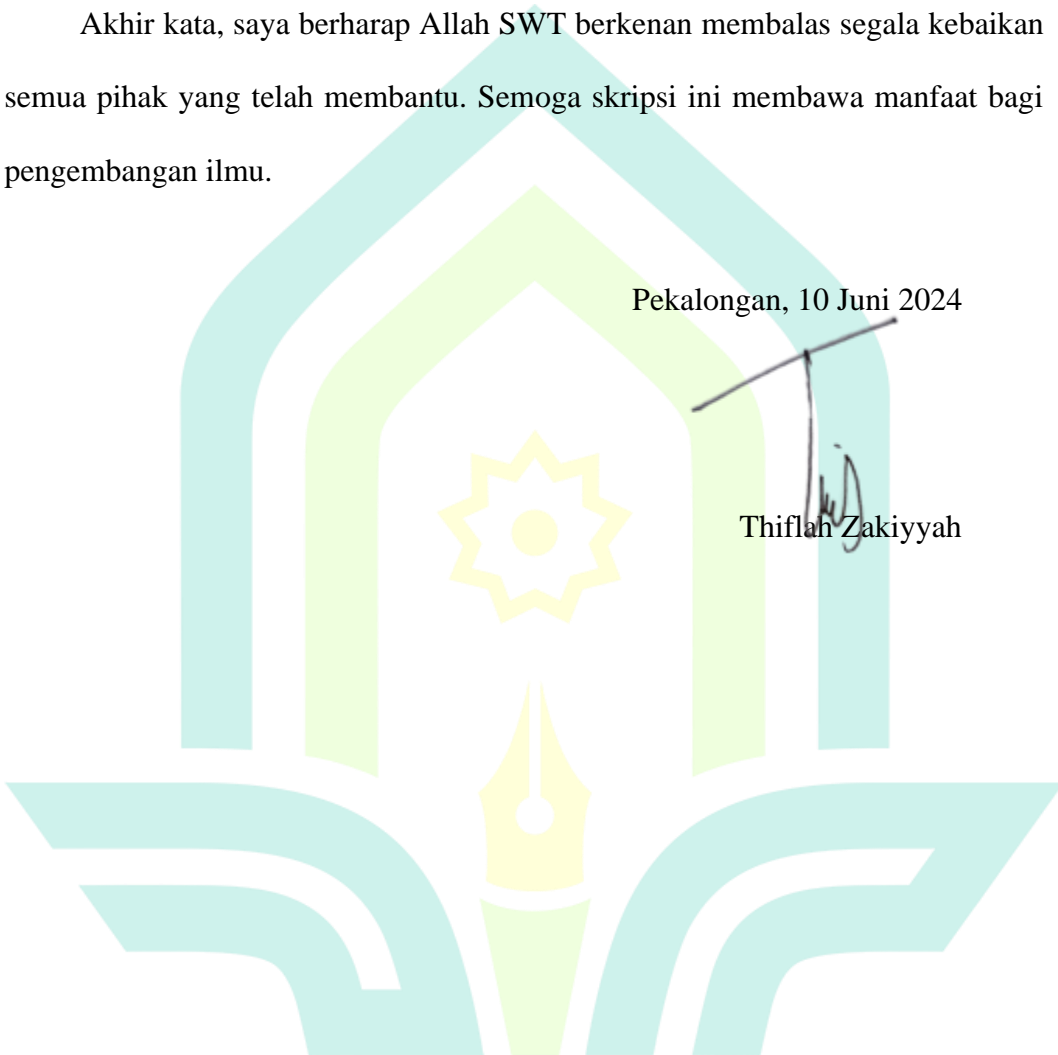 Akhir kata, saya berharap Allah SWT berkenan membalas segala kebaikan
semua pihak yang telah membantu. Semoga skripsi ini membawa manfaat bagi
pengembangan ilmu.
Pekalongan, 10 Juni 2024
Thiflah Zakiyyah